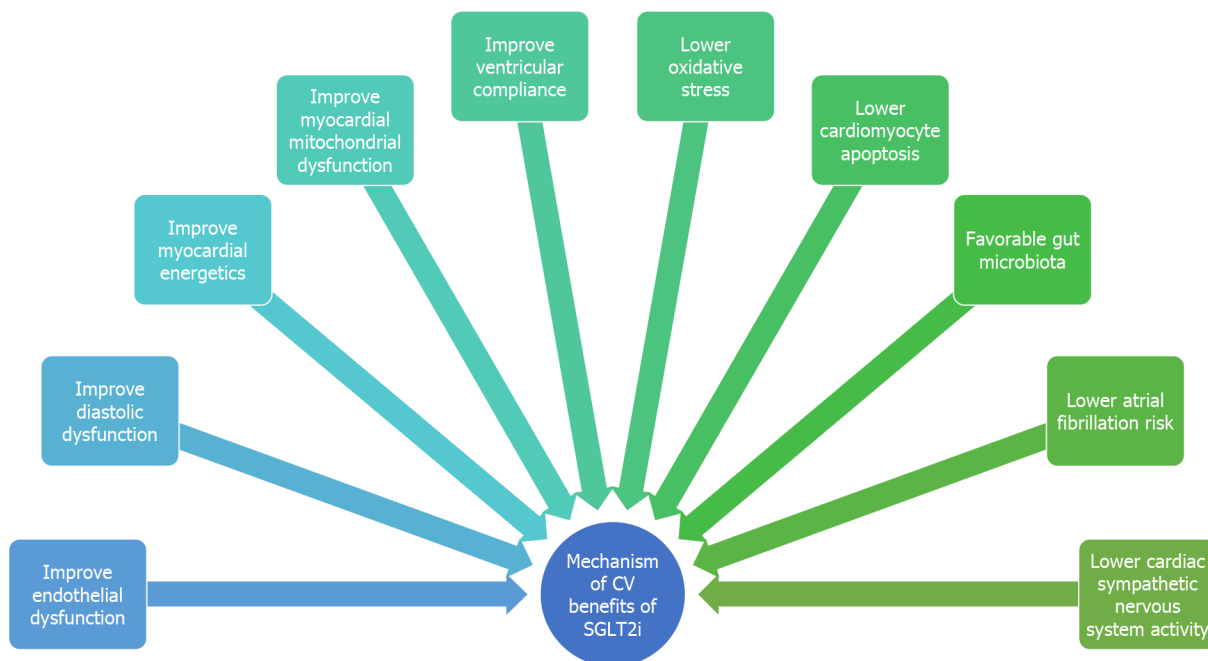 Improve
endothelial
dysfunction
Improve
diastolic
dysfunction
Improve
myocardial
energetics
Improve
myocardial
mitochondrial
dysfunction
Improve
ventricular
compliance
Lower
oxidative
stress
Lower
cardiomyocyte
apoptosis
Favorable gut
microbiota
Lower atrial
fibrillation risk
Lower cardiac
sympathetic
nervous
system activity
Mechanism
of CV
benefits of
SGLT2i